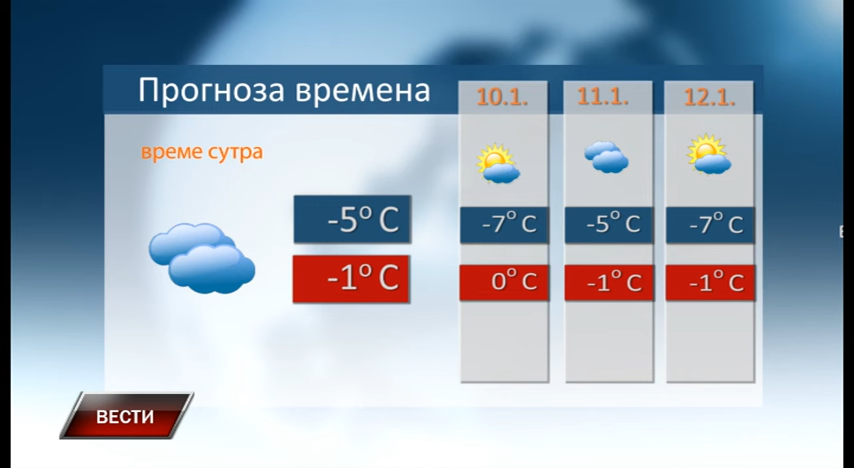 Прогноза времена
време сутра
-5° C
-1° C
10.1.
-7° C
0° C
11.1.
-5° C
-1° C
12.1.
-7° C
-1° C
ВЕСТИ